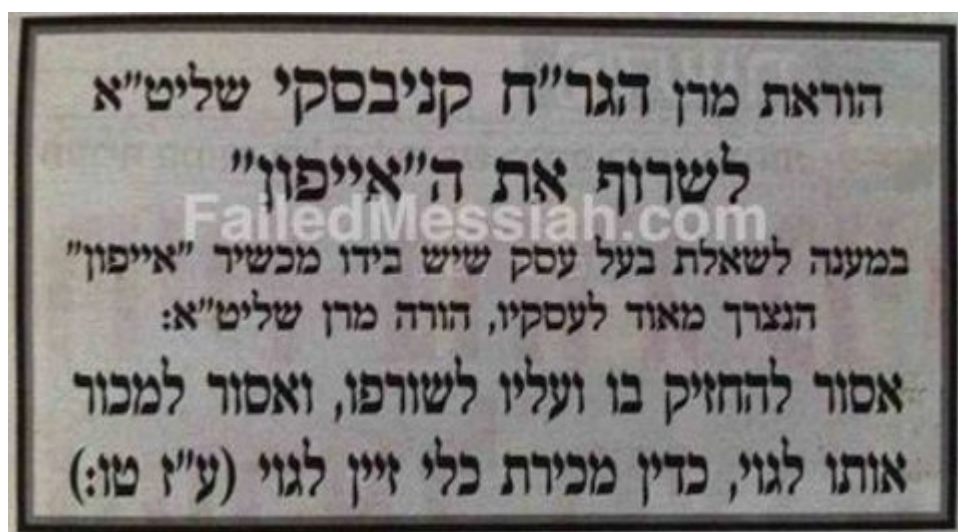 הוראת מרן הגר"ח קניבסקי שליט"א
לשרוף את ה"אייפון"
FailedMessiah.com
במענה לשאלת בעל עסק שיש בידו מכשיר "אייפון"
הנצרך מאוד לעסקיו, הורה מרן שליט"א:
אסור להחזיק בו ועליו לשורפו, ואסור למכור
אותו לגוי, כדין מכירת כלי זיין לגוי (ע"ז טו:)